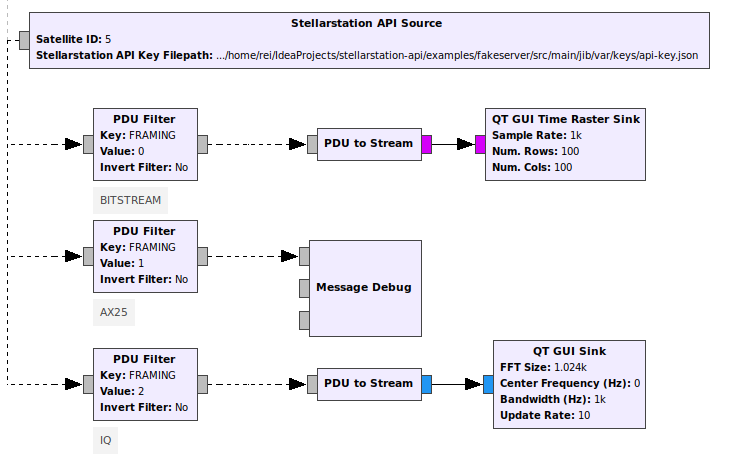 Stellarstation API Source
Satellite ID: 5
Stellarstation API Key Filepath: .../home/rei/IdeaProjects/stellarstation-api/examples/fakeserver/src/main/jib/var/keys/api-key.json
PDU Filter
Key: FRAMING
Value: 0
Invert Filter: No
BITSTREAM
PDU to Stream
QT GUI Time Raster Sink
Sample Rate: 1k
Num. Rows: 100
Num. Cols: 100
PDU Filter
Key: FRAMING
Value: 1
Invert Filter: No
AX25
Message Debug
PDU Filter
Key: FRAMING
Value: 2
Invert Filter: No
IQ
PDU to Stream
QT GUI Sink
FFT Size: 1.024k
Center Frequency (Hz): 0
Bandwidth (Hz): 1k
Update Rate: 10